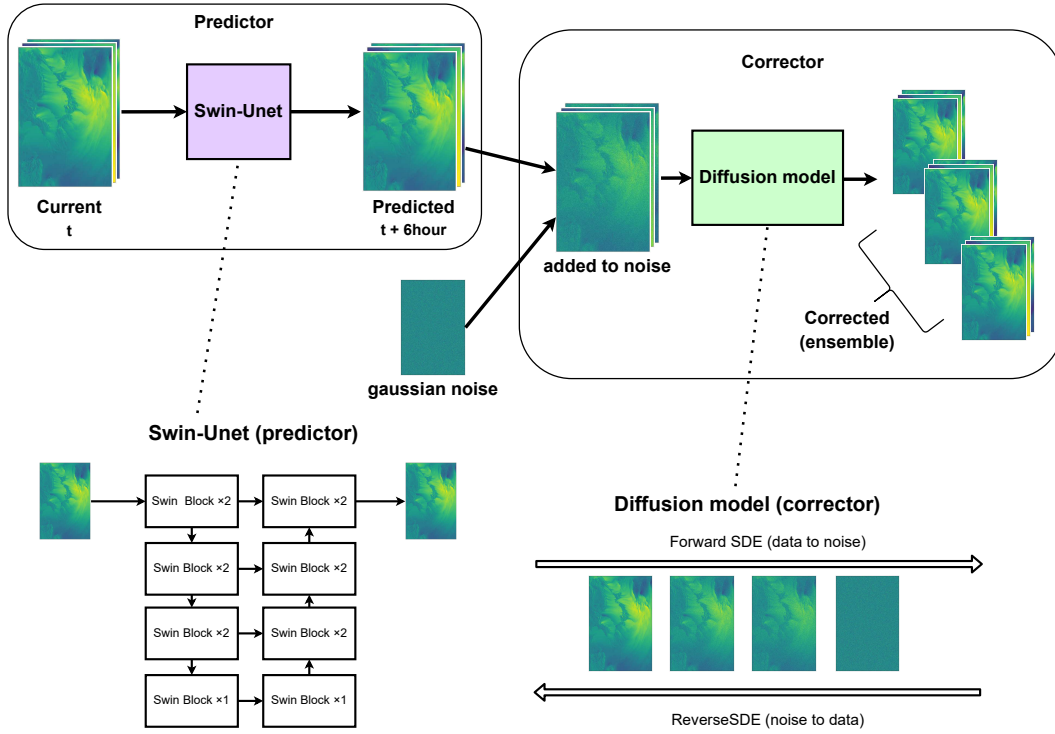 Predictor
Swin-Unet
Current
t
Predicted
t + 6hour
Corrector
Diffusion model
added to noise
Corrected
(ensemble)
gaussian noise
Swin-Unet (predictor)
Swin Block ×2
Swin Block ×2
Swin Block ×2
Swin Block ×2
Swin Block ×2
Swin Block ×2
Swin Block ×1
Swin Block ×1
Diffusion model (corrector)
Forward SDE (data to noise)
ReverseSDE (noise to data)